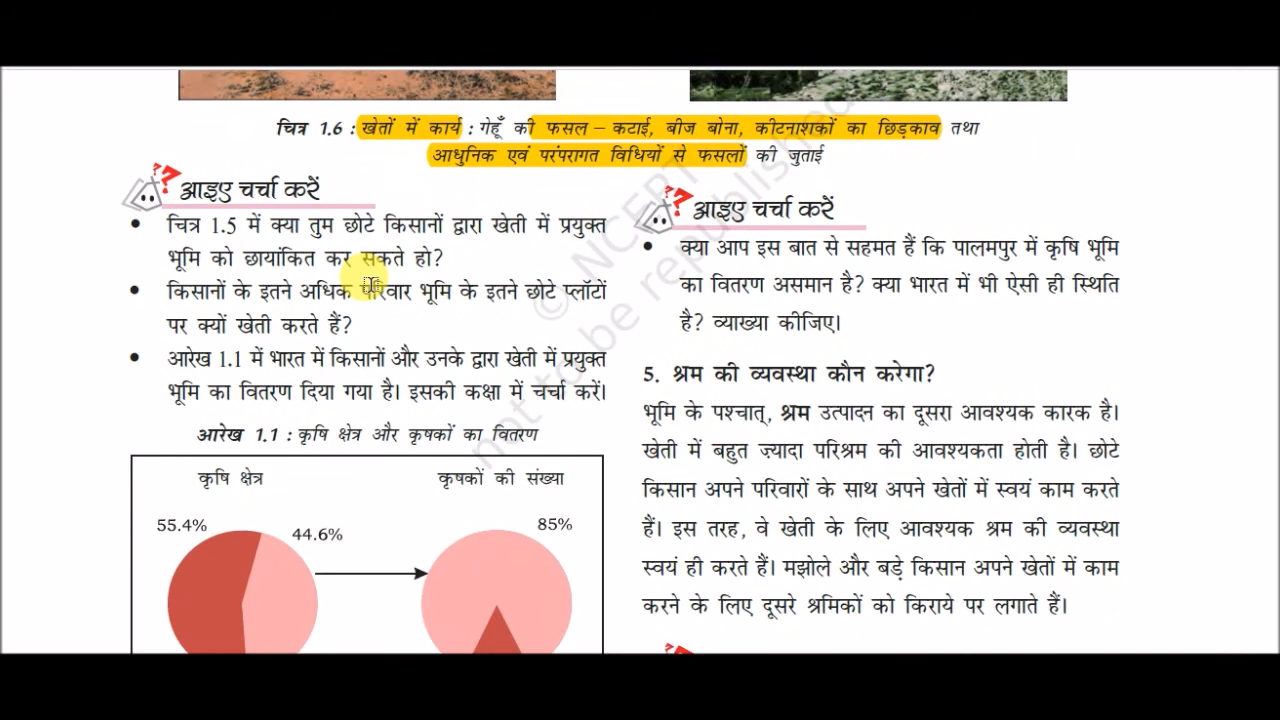 चित्र 1.6 : खेतों में कार्य : गेहूँ की फसल – कटाई, बीज बोना, कीटनाशकों का छिड़काव तथा
आधुनिक एवं परंपरागत विधियों से फसलों की जुताई
आइए चर्चा करें
• चित्र 1.5 में क्या तुम छोटे किसानों द्वारा खेती में प्रयुक्त
भूमि को छायांकित कर सकते हो?
• किसानों के इतने अधिक परिवार भूमि के इतने छोटे प्लॉटों
पर क्यों खेती करते हैं?
• आरेख 1.1 में भारत में किसानों और उनके द्वारा खेती में प्रयुक्त
भूमि का वितरण दिया गया है। इसकी कक्षा में चर्चा करें।
आरेख 1.1 : कृषि क्षेत्र और कृषकों का वितरण
कृषि क्षेत्र
कृषकों की संख्या
55.4%
44.6%
85%
आइए चर्चा करें
• क्या आप इस बात से सहमत हैं कि पालमपुर में कृषि भूमि
का वितरण असमान है? क्या भारत में भी ऐसी ही स्थिति
है? व्याख्या कीजिए।
5. श्रम की व्यवस्था कौन करेगा?
भूमि के पश्चात्, श्रम उत्पादन का दूसरा आवश्यक कारक है।
खेती में बहुत ज्यादा परिश्रम की आवश्यकता होती है। छोटे
किसान अपने परिवारों के साथ अपने खेतों में स्वयं काम करते
हैं। इस तरह, वे खेती के लिए आवश्यक श्रम की व्यवस्था
स्वयं ही करते हैं। मझोले और बड़े किसान अपने खेतों में काम
करने के लिए दूसरे श्रमिकों को किराये पर लगाते हैं।
© NCERT
not to be republished